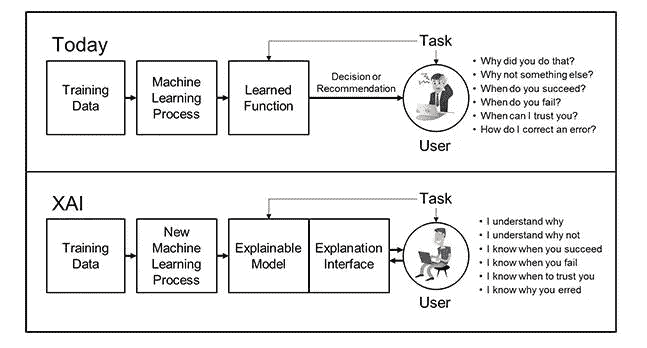 Today
Training
Data
Machine
Learning
Process
Learned
Function
Decision or
Recommendation
Task
User
• Why did you do that?
• Why not something else?
• When do you succeed?
• When do you fail?
• When can I trust you?
• How do I correct an error?
XAI
Training
Data
New
Machine
Learning
Process
Explainable
Model
Explanation
Interface
Task
User
• I understand why
• I understand why not
• I know when you succeed
• I know when you fail
• I know when to trust you
• I know why you erred